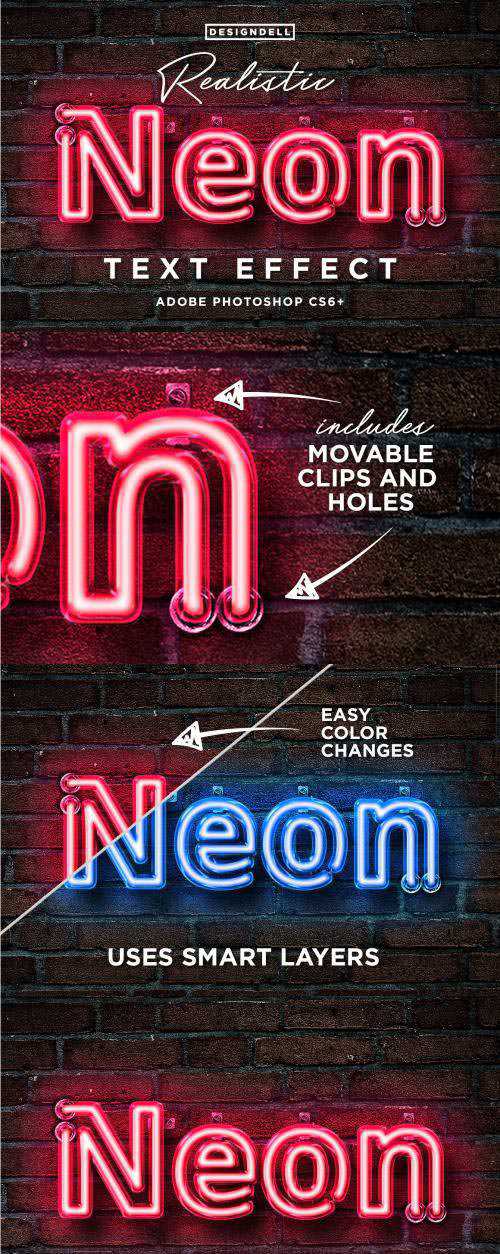 DESIGNDELL
Realistic
Neon
TEXT EFFECT
ADOBE PHOTOSHOP CS6+
on
includes
MOVABLE
CLIPS AND
HOLES
EASY
COLOR
CHANGES
Neon
USES SMART LAYERS
Neon